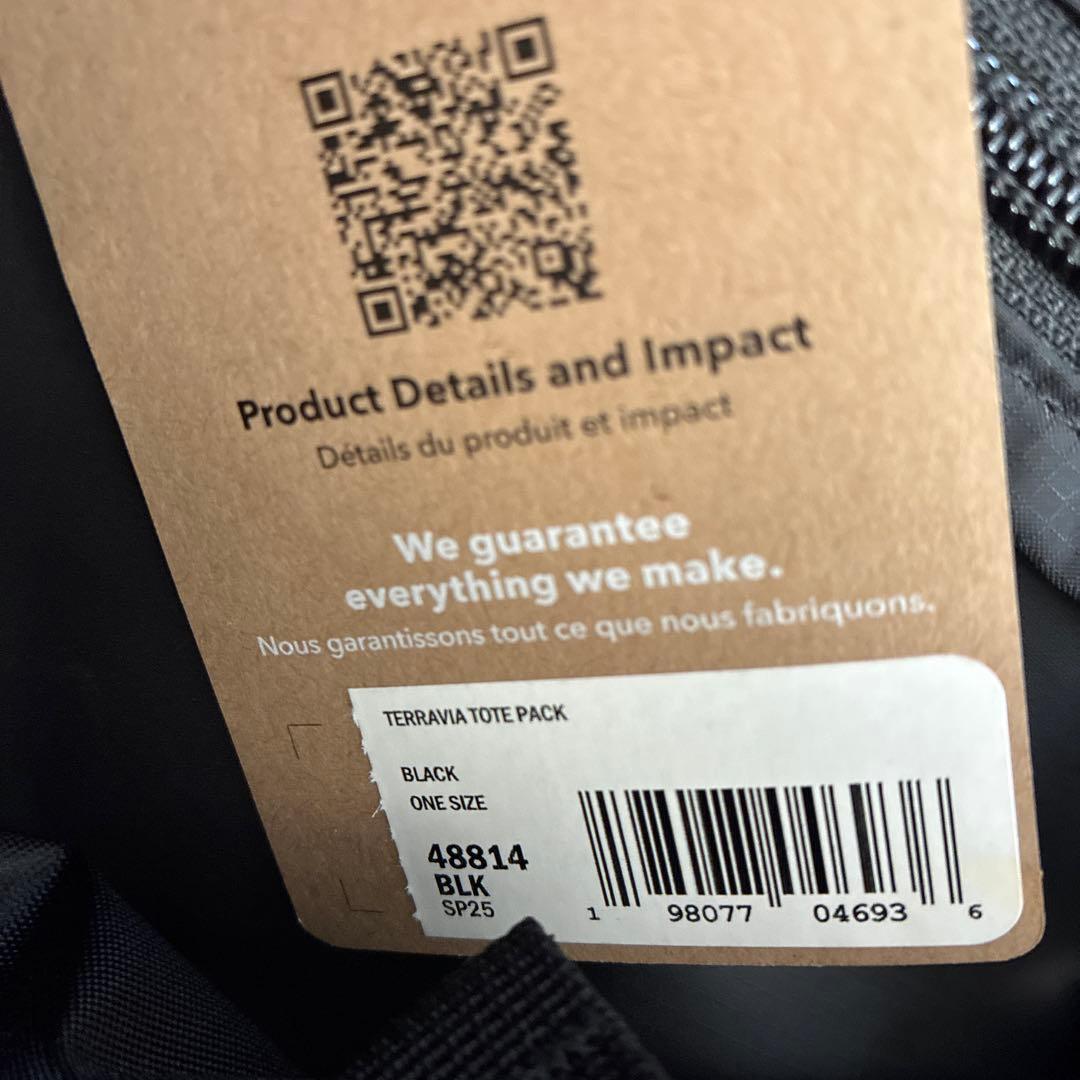 Product Details and Impact
Détails du produit et impact
We guarantee
everything we make.
Nous garantissons tout ce que nous fabriquons.
TERRAVIA TOTE PACK
BLACK
ONE SIZE
48814
BLK
SP25
1 98077 04693 6